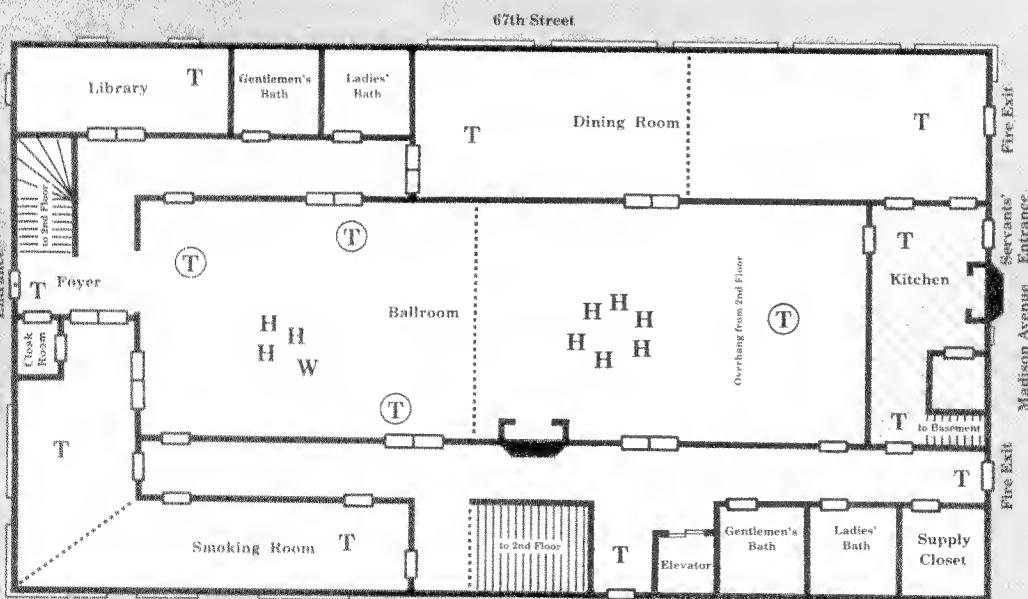 67th Street
Library
T
Gentlemen's
Bath
Ladies'
Bath
T
Dining Room
T
Fire Exit
to 2nd Floor
Entrance
T
Foyer
T
T
Cloak
Room
H
H
H
W
Ballroom
H
H
H
H
H
H
Overhang from 2nd Floor
T
T
Kitchen
Servants'
Entrance
Madison Avenue
T
T
to Basement
T
T
Fire Exit
Smoking Room
T
to 2nd Floor
T
Elevator
Gentlemen's
Bath
Ladies'
Bath
Supply
Closet